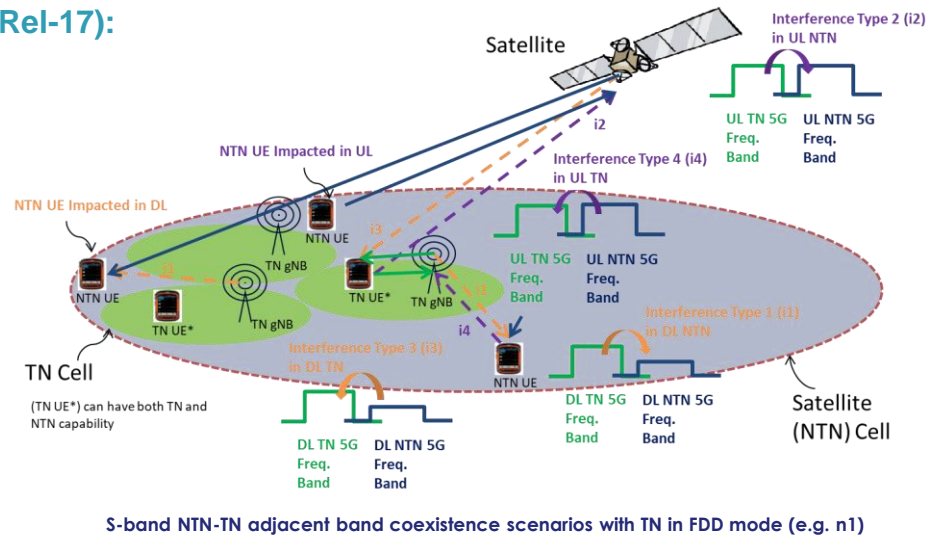 Rel-17):
Satellite
Interference Type 2 (i2)
in UL NTN
UL TN 5G
Freq.
Band
UL NTN 5G
Freq.
Band
i2
NTN UE Impacted in UL
Interference Type 4 (i4)
in UL TN
NTN UE Impacted in DL
i3
NTN UE
TN gNB
UL TN 5G
Freq.
Band
UL NTN 5G
Freq.
Band
NTN UE
TN UE*
TN gNB
TN UE*
TN gNB
i4
Interference Type 1 (i1)
in DL NTN
Interference Type 3 (i3)
in DL TN
NTN UE
TN Cell
(TN UE*) can have both TN and
NTN capability
DL TN 5G
Freq.
Band
DL NTN 5G
Freq.
Band
Satellite
(NTN) Cell
DL TN 5G
Freq.
Band
DL NTN 5G
Freq.
Band
S-band NTN-TN adjacent band coexistence scenarios with TN in FDD mode (e.g. n1)